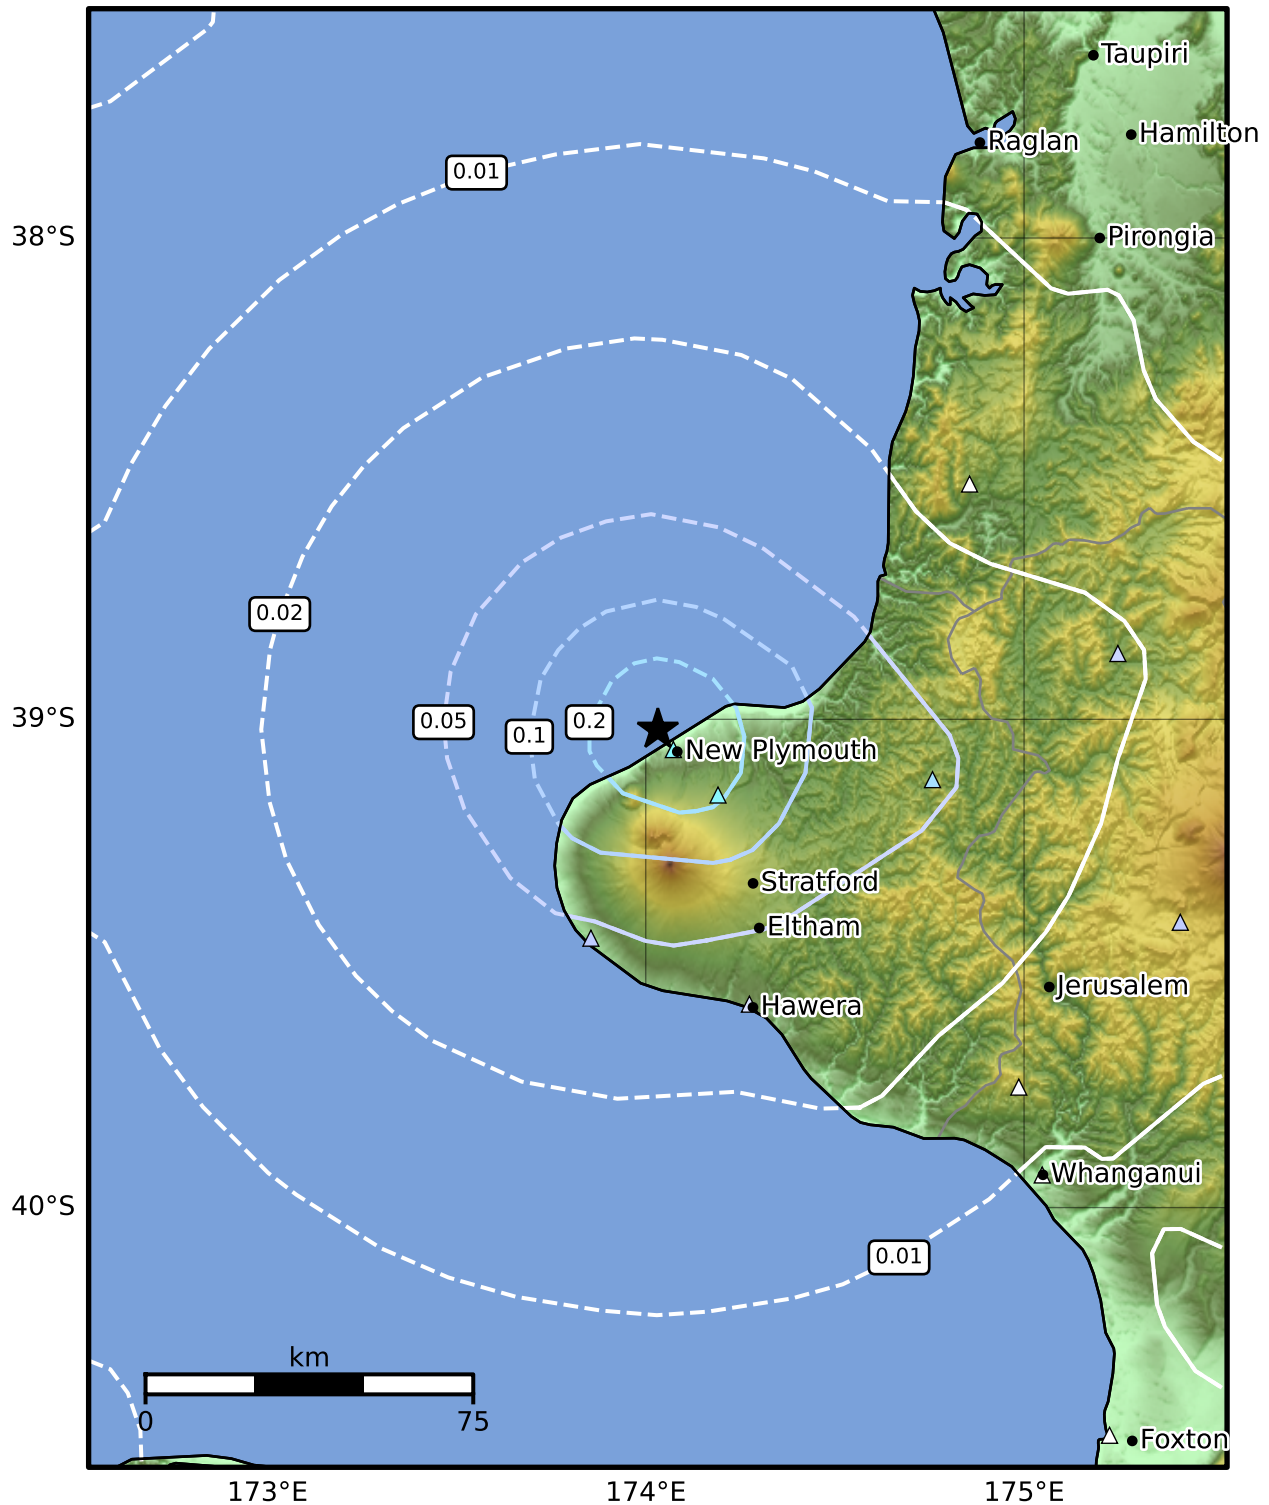 Taupiri
Hamilton
Raglan
0.01
38°S
Pirongia
0.02
39°S
0.05
0.1
0.2
New Plymouth
Stratford
Eltham
Jerusalem
Hawera
Whanganui
40°S
0.01
km
0
75
Foxton
173°E
174°E
175°E